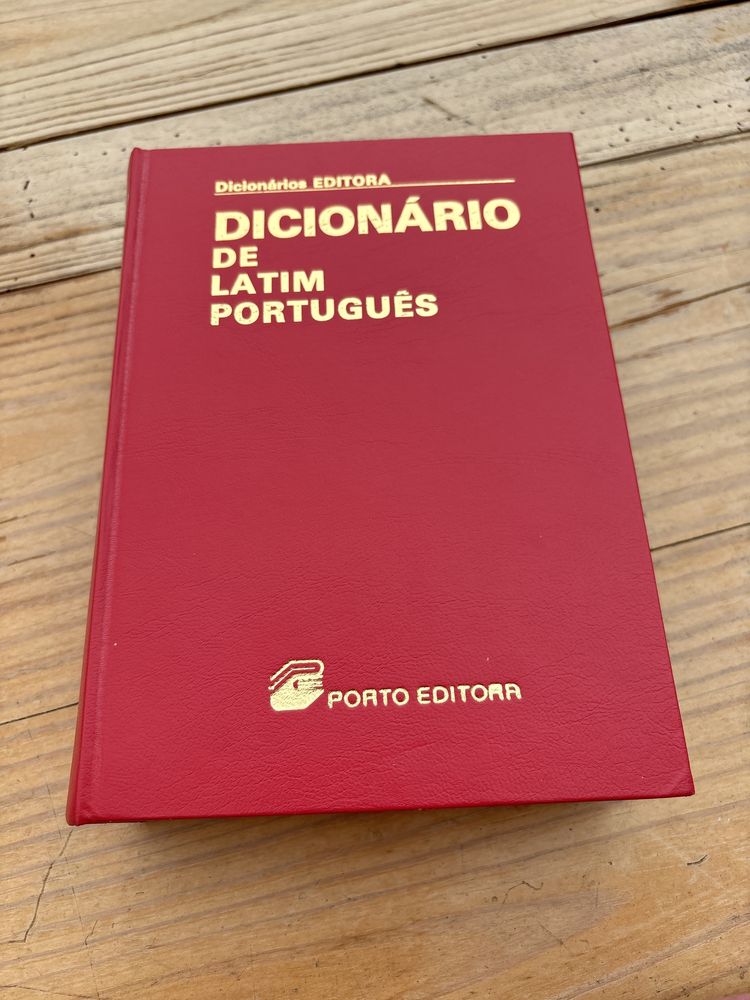 Dicionários EDITORA
DICIONÁRIO
DE
LATIM
PORTUGUÊS
PORTO EDITORA